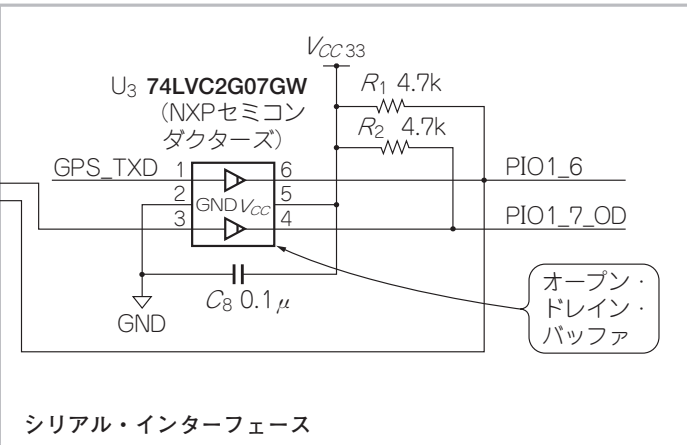 VCC33
U3 74LVC2G07GW
(NXPセミコン
ダクターズ)
R1 4.7k
R2 4.7k
GPS_TXD
1
6
PIO1_6
2
GND VCC
5
3
4
PIO1_7_OD
C8 0.1μ
GND
オープン・
ドレイン・
バッファ
シリアル・インターフェース